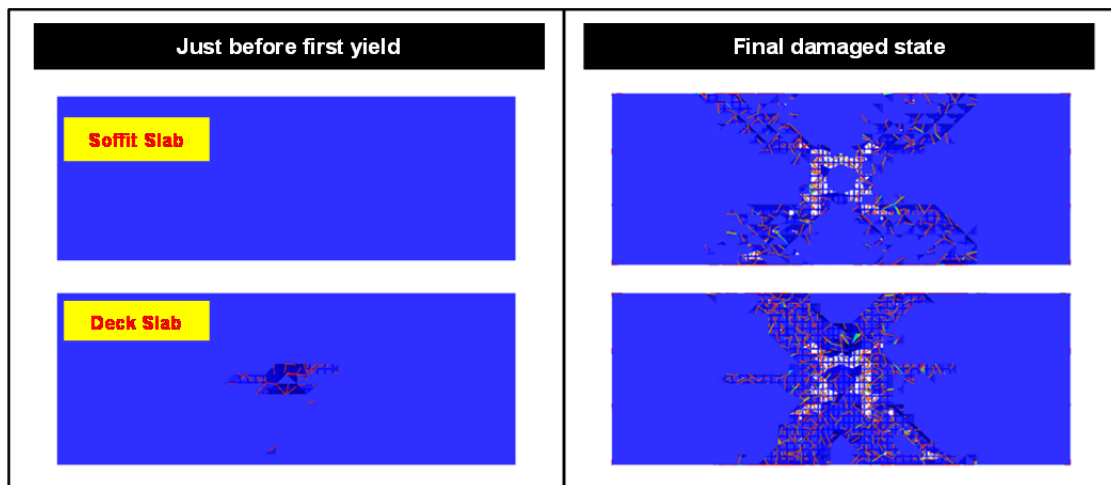 Just before first yield
Final damaged state
Soffit Slab
Deck Slab